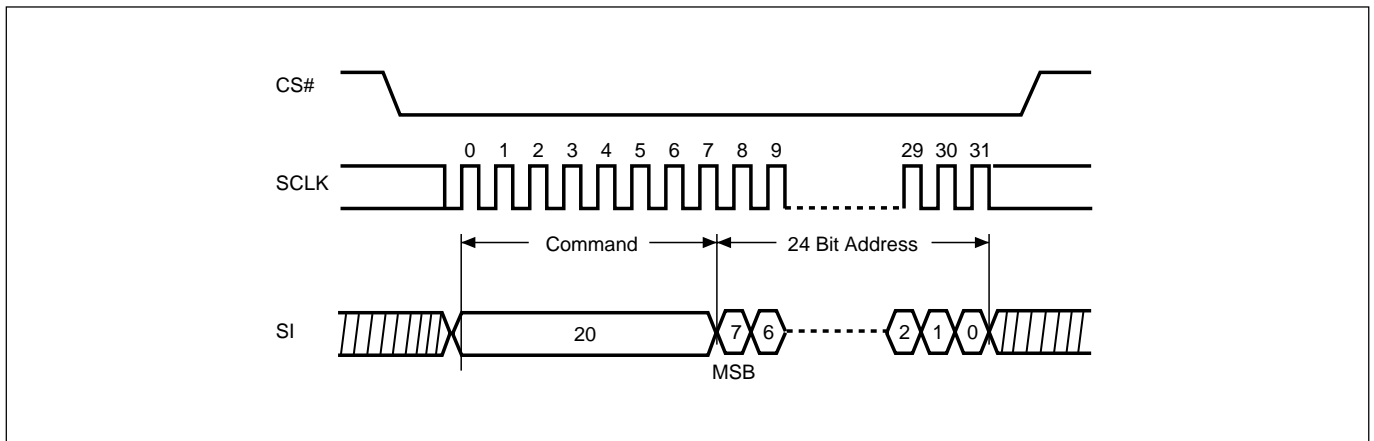 CS#
0 1 2 3 4 5 6 7 8 9 29 30 31
SCLK
Command 24 Bit Address
SI 20 7 6 2 1 0
MSB